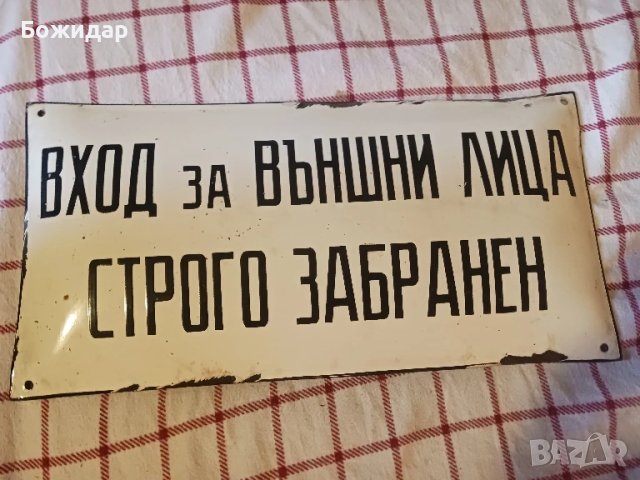 Божидар
ВХОД ЗА ВЪНШНИ ЛИЦА
СТРОГО ЗАБРАНЕН
BAZAR